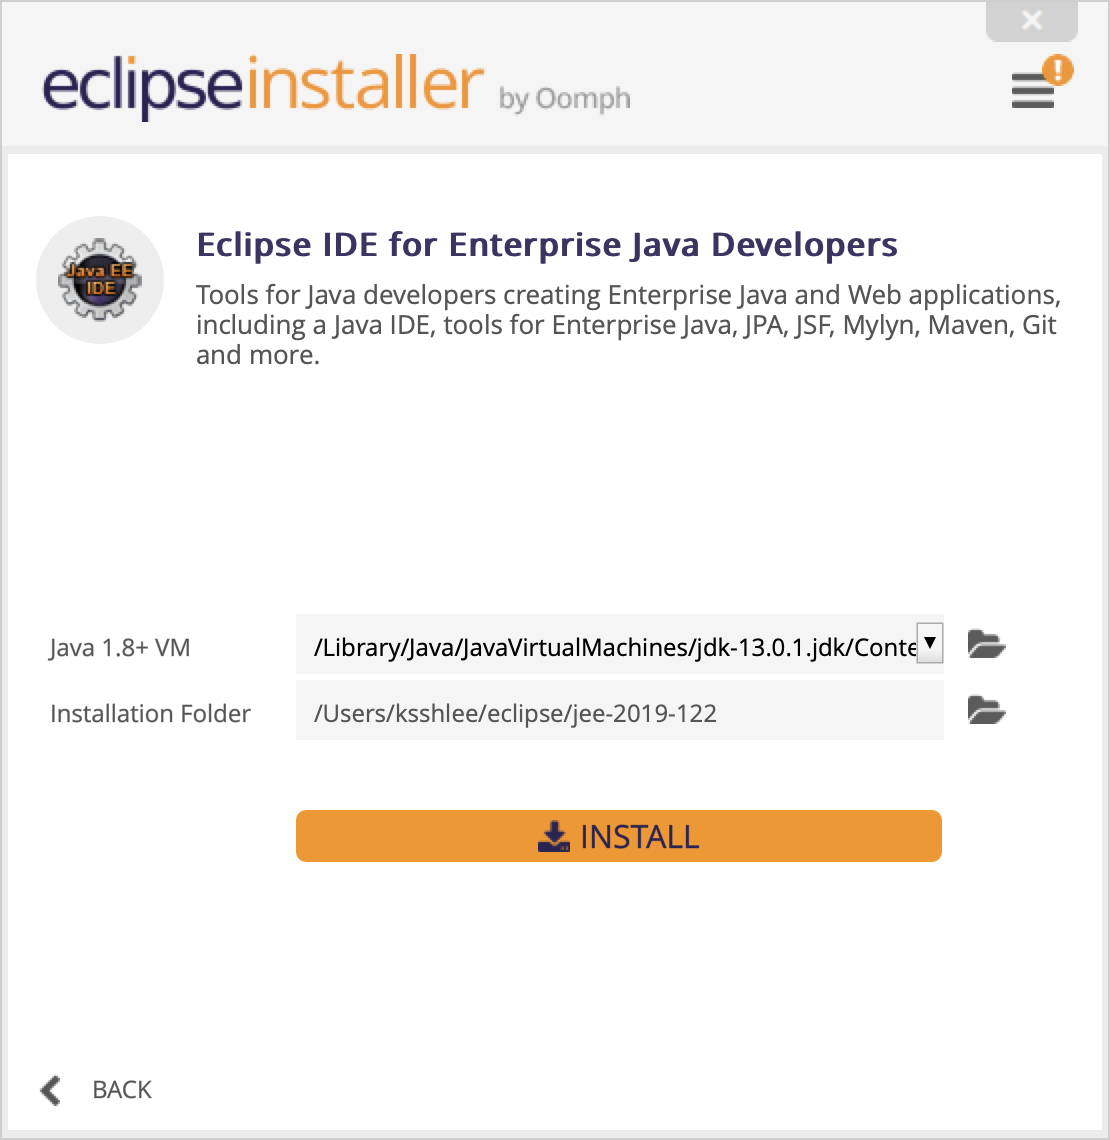 eclipseinstaller by Oomph
Java EE
IDE
Eclipse IDE for Enterprise Java Developers
Tools for Java developers creating Enterprise Java and Web applications,
including a Java IDE, tools for Enterprise Java, JPA, JSF, Mylyn, Maven, Git
and more.
Java 1.8+ VM /Library/Java/JavaVirtualMachines/jdk-13.0.1.jdk/Conte
Installation Folder /Users/ksshlee/eclipse/jee-2019-122
INSTALL
BACK